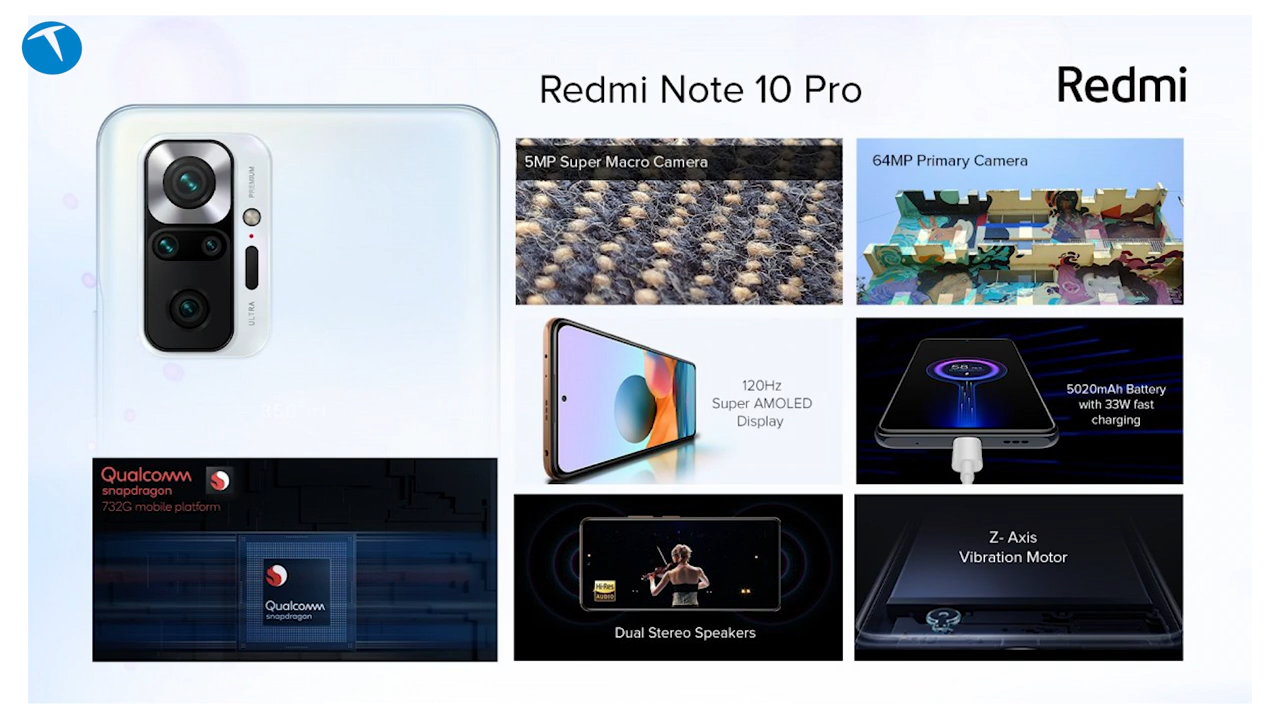 Redmi Note 10 Pro
Redmi
PREMIUM
ULTRA
5MP Super Macro Camera
64MP Primary Camera
120Hz
Super AMOLED
Display
58
5020mAh Battery
with 33W fast
charging
Qualcomm
snapdragon
732G mobile platform
Qualcomm
snapdragon
Hi-Res
AUDIO
Dual Stereo Speakers
Z- Axis
Vibration Motor